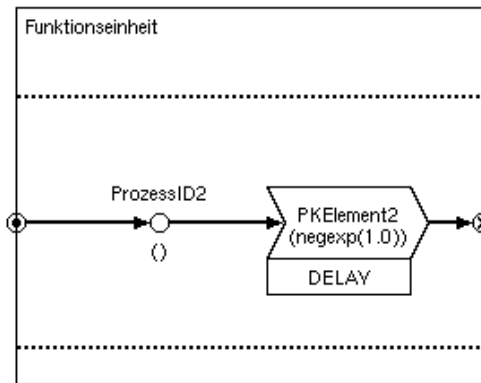 Funktionseinheit
ProzessID2
()
PKElement2
(negexp(1.0))
DELAY